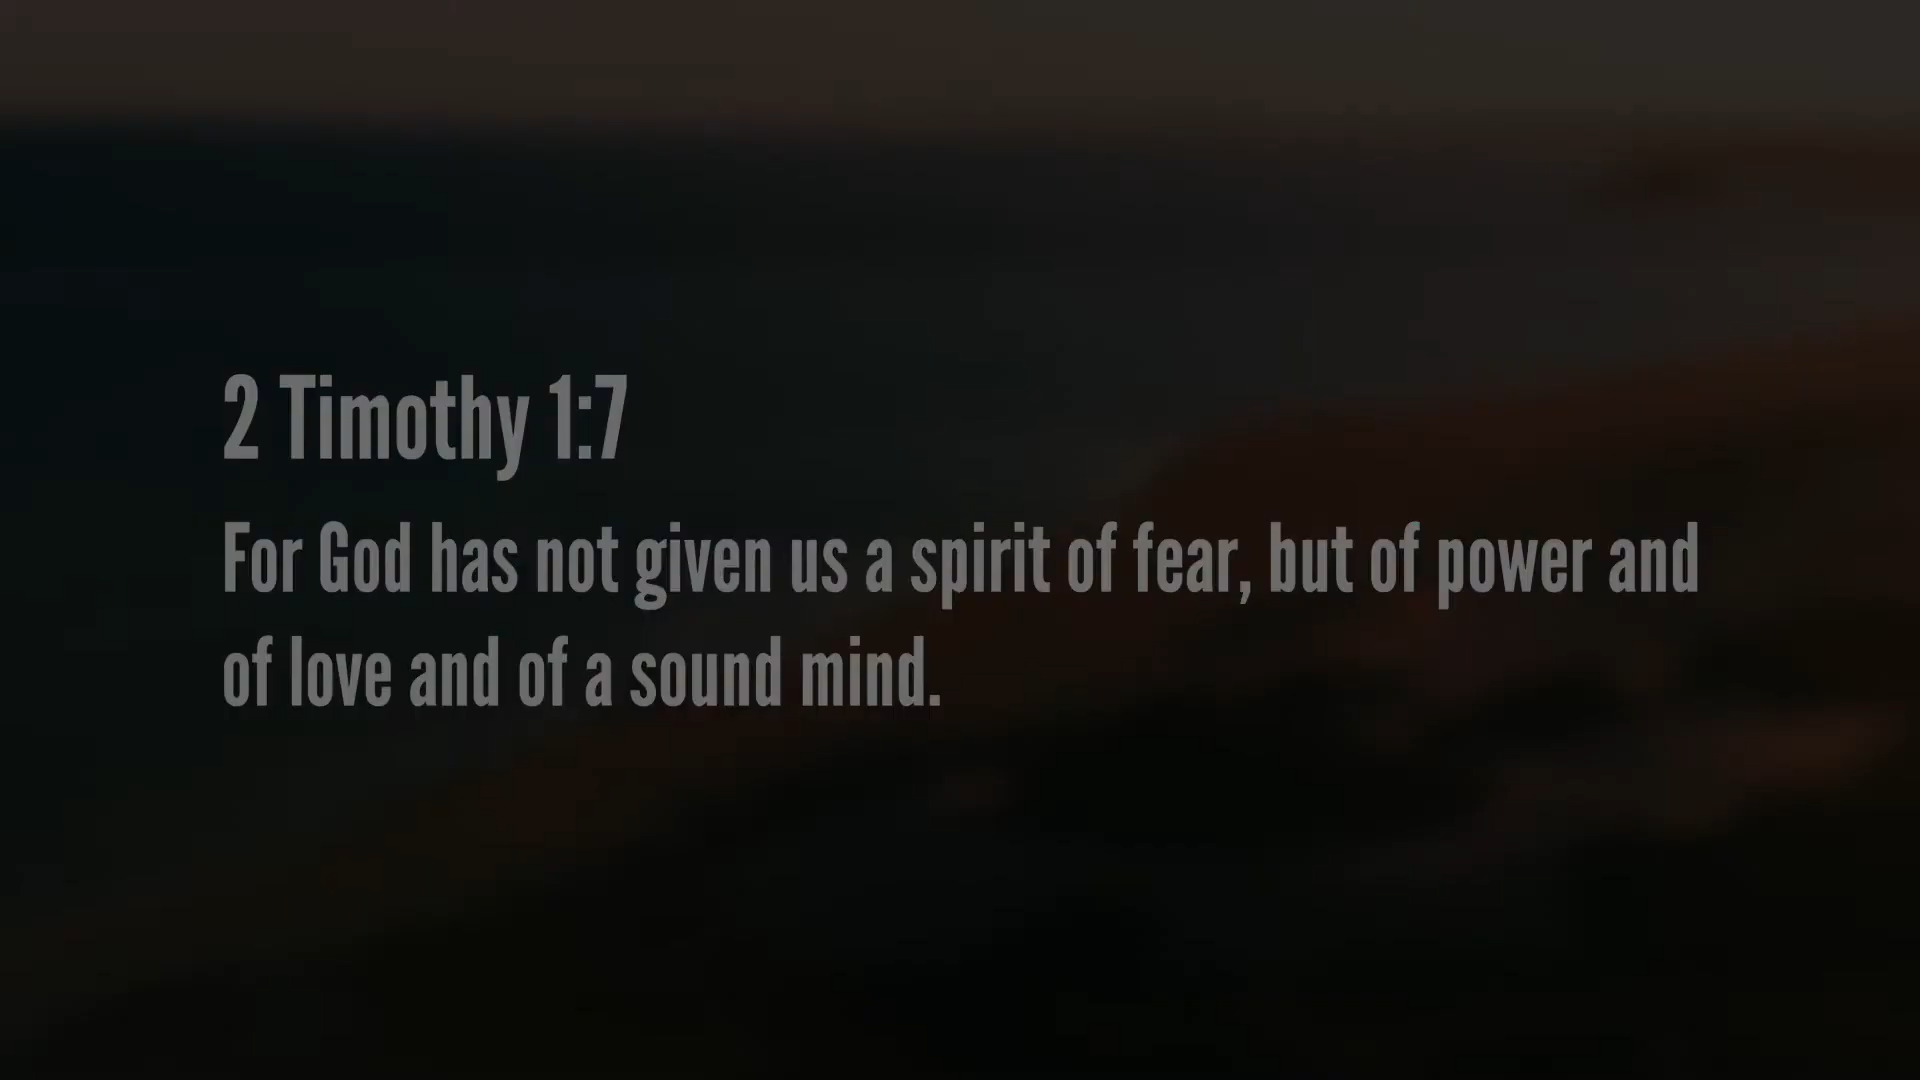 2 Timothy 1:7
For God has not given us a spirit of fear, but of power and
of love and of a sound mind.